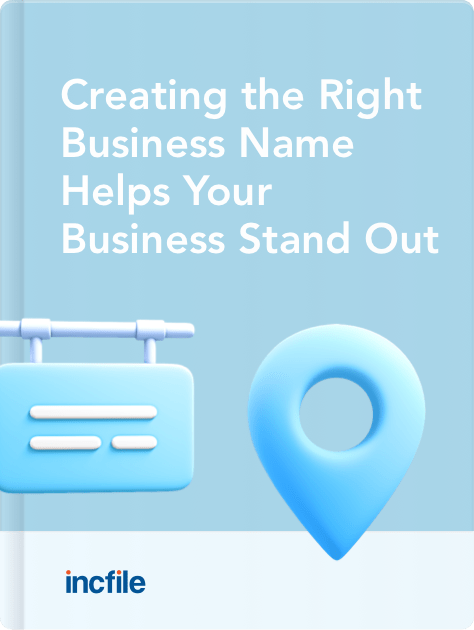 Creating the Right
Business Name
Helps Your
Business Stand Out
incfile